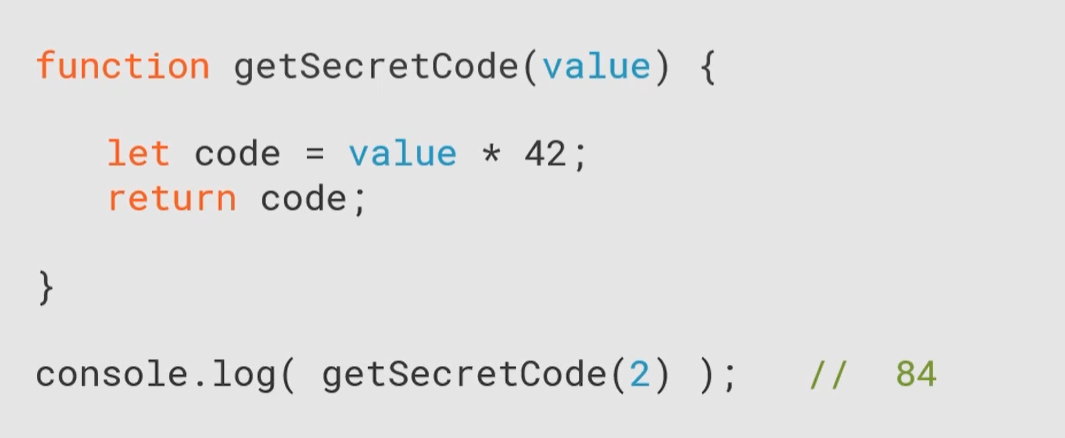 function getSecretCode(value) {
let code = value * 42;
return code;
}
console.log( getSecretCode(2) ); // 84